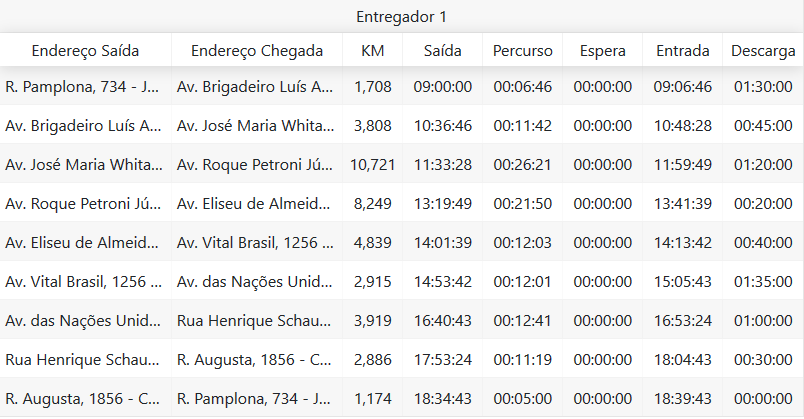 Entregador 1
Endereço Saída Endereço Chegada KM Saída Percurso Espera Entrada Descarga
R. Pamplona, 734 - J... Av. Brigadeiro Luís A... 1,708 09:00:00 00:06:46 00:00:00 09:06:46 01:30:00
Av. Brigadeiro Luís A... Av. José Maria Whita... 3,808 10:36:46 00:11:42 00:00:00 10:48:28 00:45:00
Av. José Maria Whita... Av. Roque Petroni Jú... 10,721 11:33:28 00:26:21 00:00:00 11:59:49 01:20:00
Av. Roque Petroni Jú... Av. Eliseu de Almeid... 8,249 13:19:49 00:21:50 00:00:00 13:41:39 00:20:00
Av. Eliseu de Almeid... Av. Vital Brasil, 1256 ... 4,839 14:01:39 00:12:03 00:00:00 14:13:42 00:40:00
Av. Vital Brasil, 1256 ... Av. das Nações Unid... 2,915 14:53:42 00:12:01 00:00:00 15:05:43 01:35:00
Av. das Nações Unid... Rua Henrique Schau... 3,919 16:40:43 00:12:41 00:00:00 16:53:24 01:00:00
Rua Henrique Schau... R. Augusta, 1856 - C... 2,886 17:53:24 00:11:19 00:00:00 18:04:43 00:30:00
R. Augusta, 1856 - C... R. Pamplona, 734 - J... 1,174 18:34:43 00:05:00 00:00:00 18:39:43 00:00:00